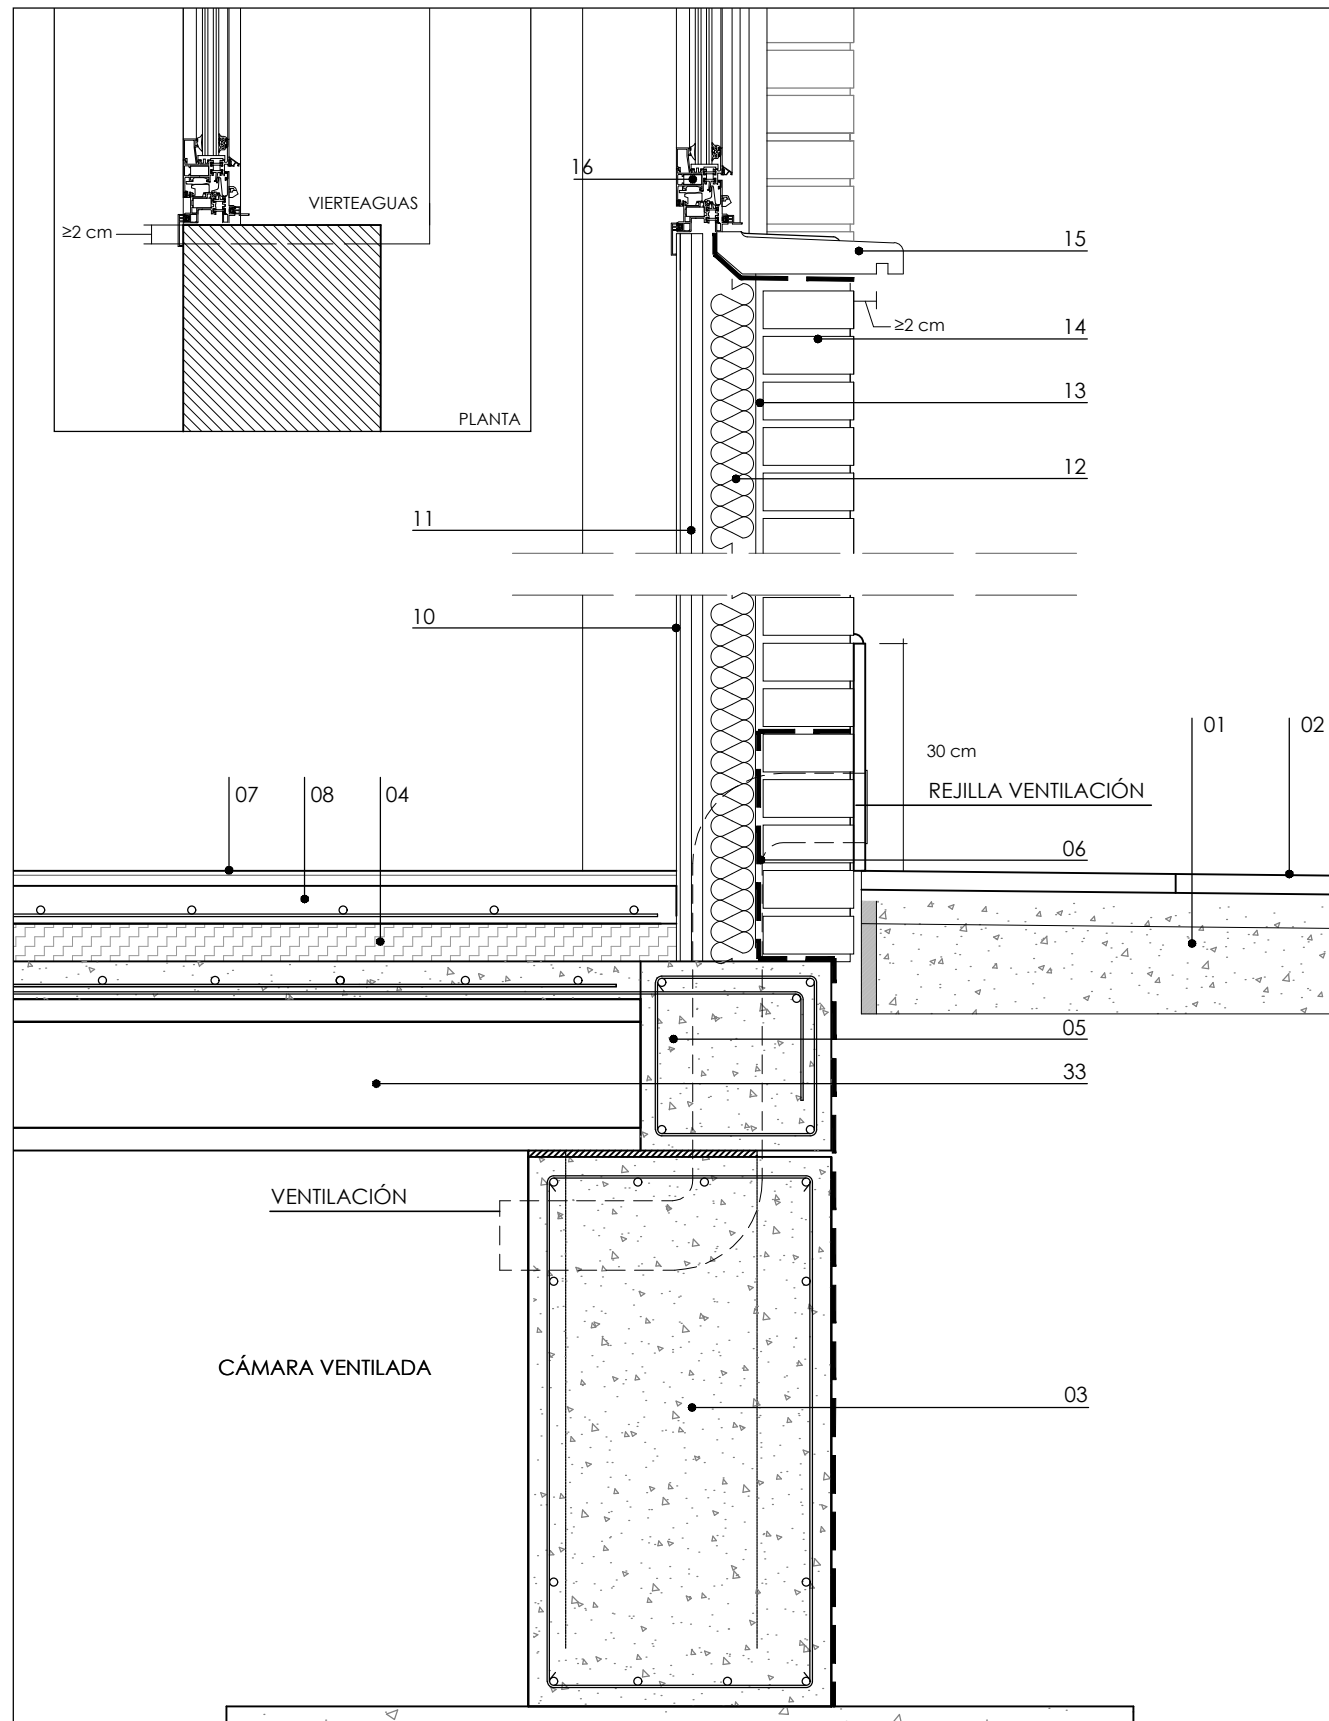 VIERTEAGUAS
≥2 cm
PLANTA
16
15
≥2 cm
14
13
12
11
10
01
02
30 cm
REJILLA VENTILACIÓN
07
08
04
06
05
33
VENTILACIÓN
CÁMARA VENTILADA
03